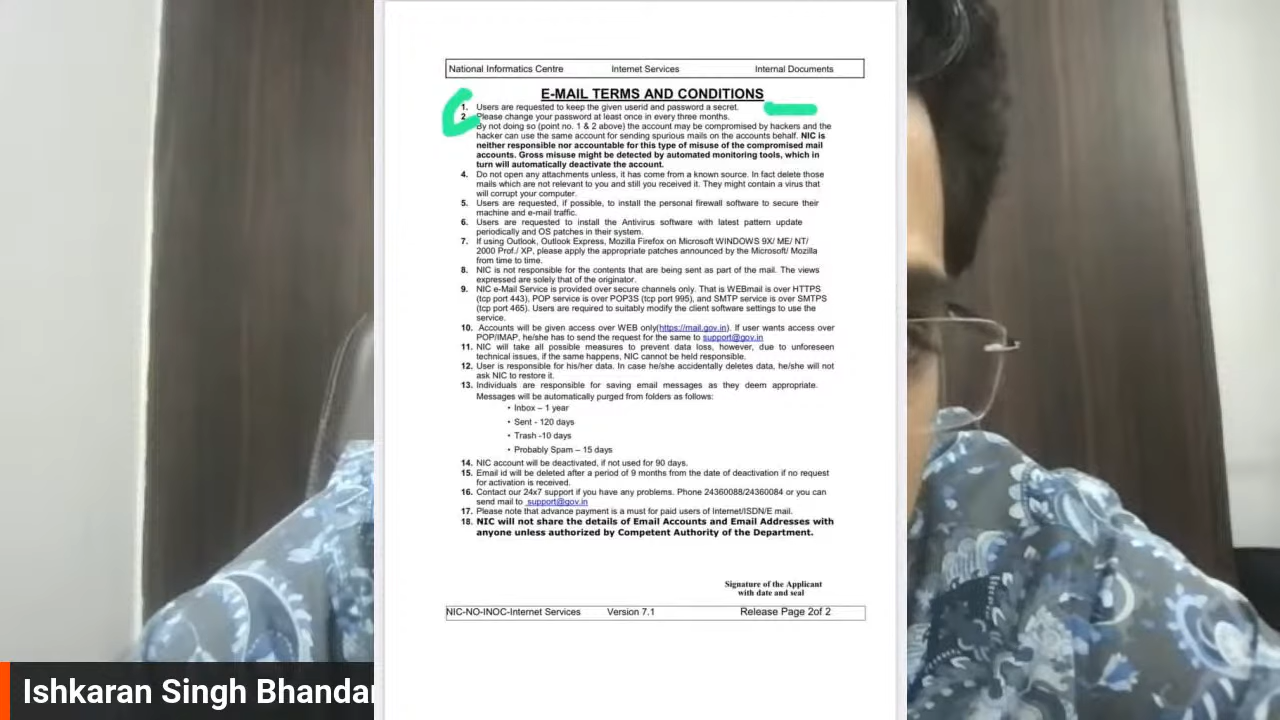 National Informatics Centre Internet Services Internal Documents
E-MAIL TERMS AND CONDITIONS
1. Users are requested to keep the given userid and password a secret.
2 Please change your password at least once in every three months.
By not doing so (point no. 1 & 2 above) the account may be compromised by hackers and the
hacker can use the same account for sending spurious mails on the accounts behalf. NIC is
neither responsible nor accountable for this type of misuse of the compromised mail
accounts. Gross misuse might be detected by automated monitoring tools, which in
turn will automatically deactivate the account.
4. Do not open any attachments unless, it has come from a known source. In fact delete those
mails which are not relevant to you and still you received it. They might contain a virus that
will corrupt your computer.
5. Users are requested, if possible, to install the personal firewall software to secure their
machine and e-mail traffic.
6. Users are requested to install the Antivirus software with latest pattern update
periodically and OS patches in their system.
7. If using Outlook, Outlook Express, Mozilla Firefox on Microsoft WINDOWS 9X/ ME/ NT/
2000 Prof./ XP, please apply the appropriate patches announced by the Microsoft/ Mozilla
from time to time.
8. NIC is not responsible for the contents that are being sent as part of the mail. The views
expressed are solely that of the originator.
9. NIC e-Mail Service is provided over secure channels only. That is WEBmail is over HTTPS
(tcp port 443), POP service is over POP3S (tcp port 995), and SMTP service is over SMTPS
(tcp port 465). Users are required to suitably modify the client software settings to use the
service.
10. Accounts will be given access over WEB only(https://mail.gov.in). If user wants access over
POP/IMAP, he/she has to send the request for the same to support@gov.in
11. NIC will take all possible measures to prevent data loss, however, due to unforeseen
technical issues, if the same happens, NIC cannot be held responsible.
12. User is responsible for his/her data. In case he/she accidentally deletes data, he/she will not
ask NIC to restore it.
13. Individuals are responsible for saving email messages as they deem appropriate.
Messages will be automatically purged from folders as follows:
• Inbox – 1 year
• Sent - 120 days
• Trash -10 days
• Probably Spam – 15 days
14. NIC account will be deactivated, if not used for 90 days.
15. Email id will be deleted after a period of 9 months from the date of deactivation if no request
for activation is received.
16. Contact our 24x7 support if you have any problems. Phone 24360088/24360084 or you can
send mail to support@gov.in
17. Please note that advance payment is a must for paid users of Internet/ISDN/E mail.
18. NIC will not share the details of Email Accounts and Email Addresses with
anyone unless authorized by Competent Authority of the Department.
Signature of the Applicant
with date and seal
NIC-NO-INOC-Internet Services Version 7.1 Release Page 2of 2
Ishkaran Singh Bhandar